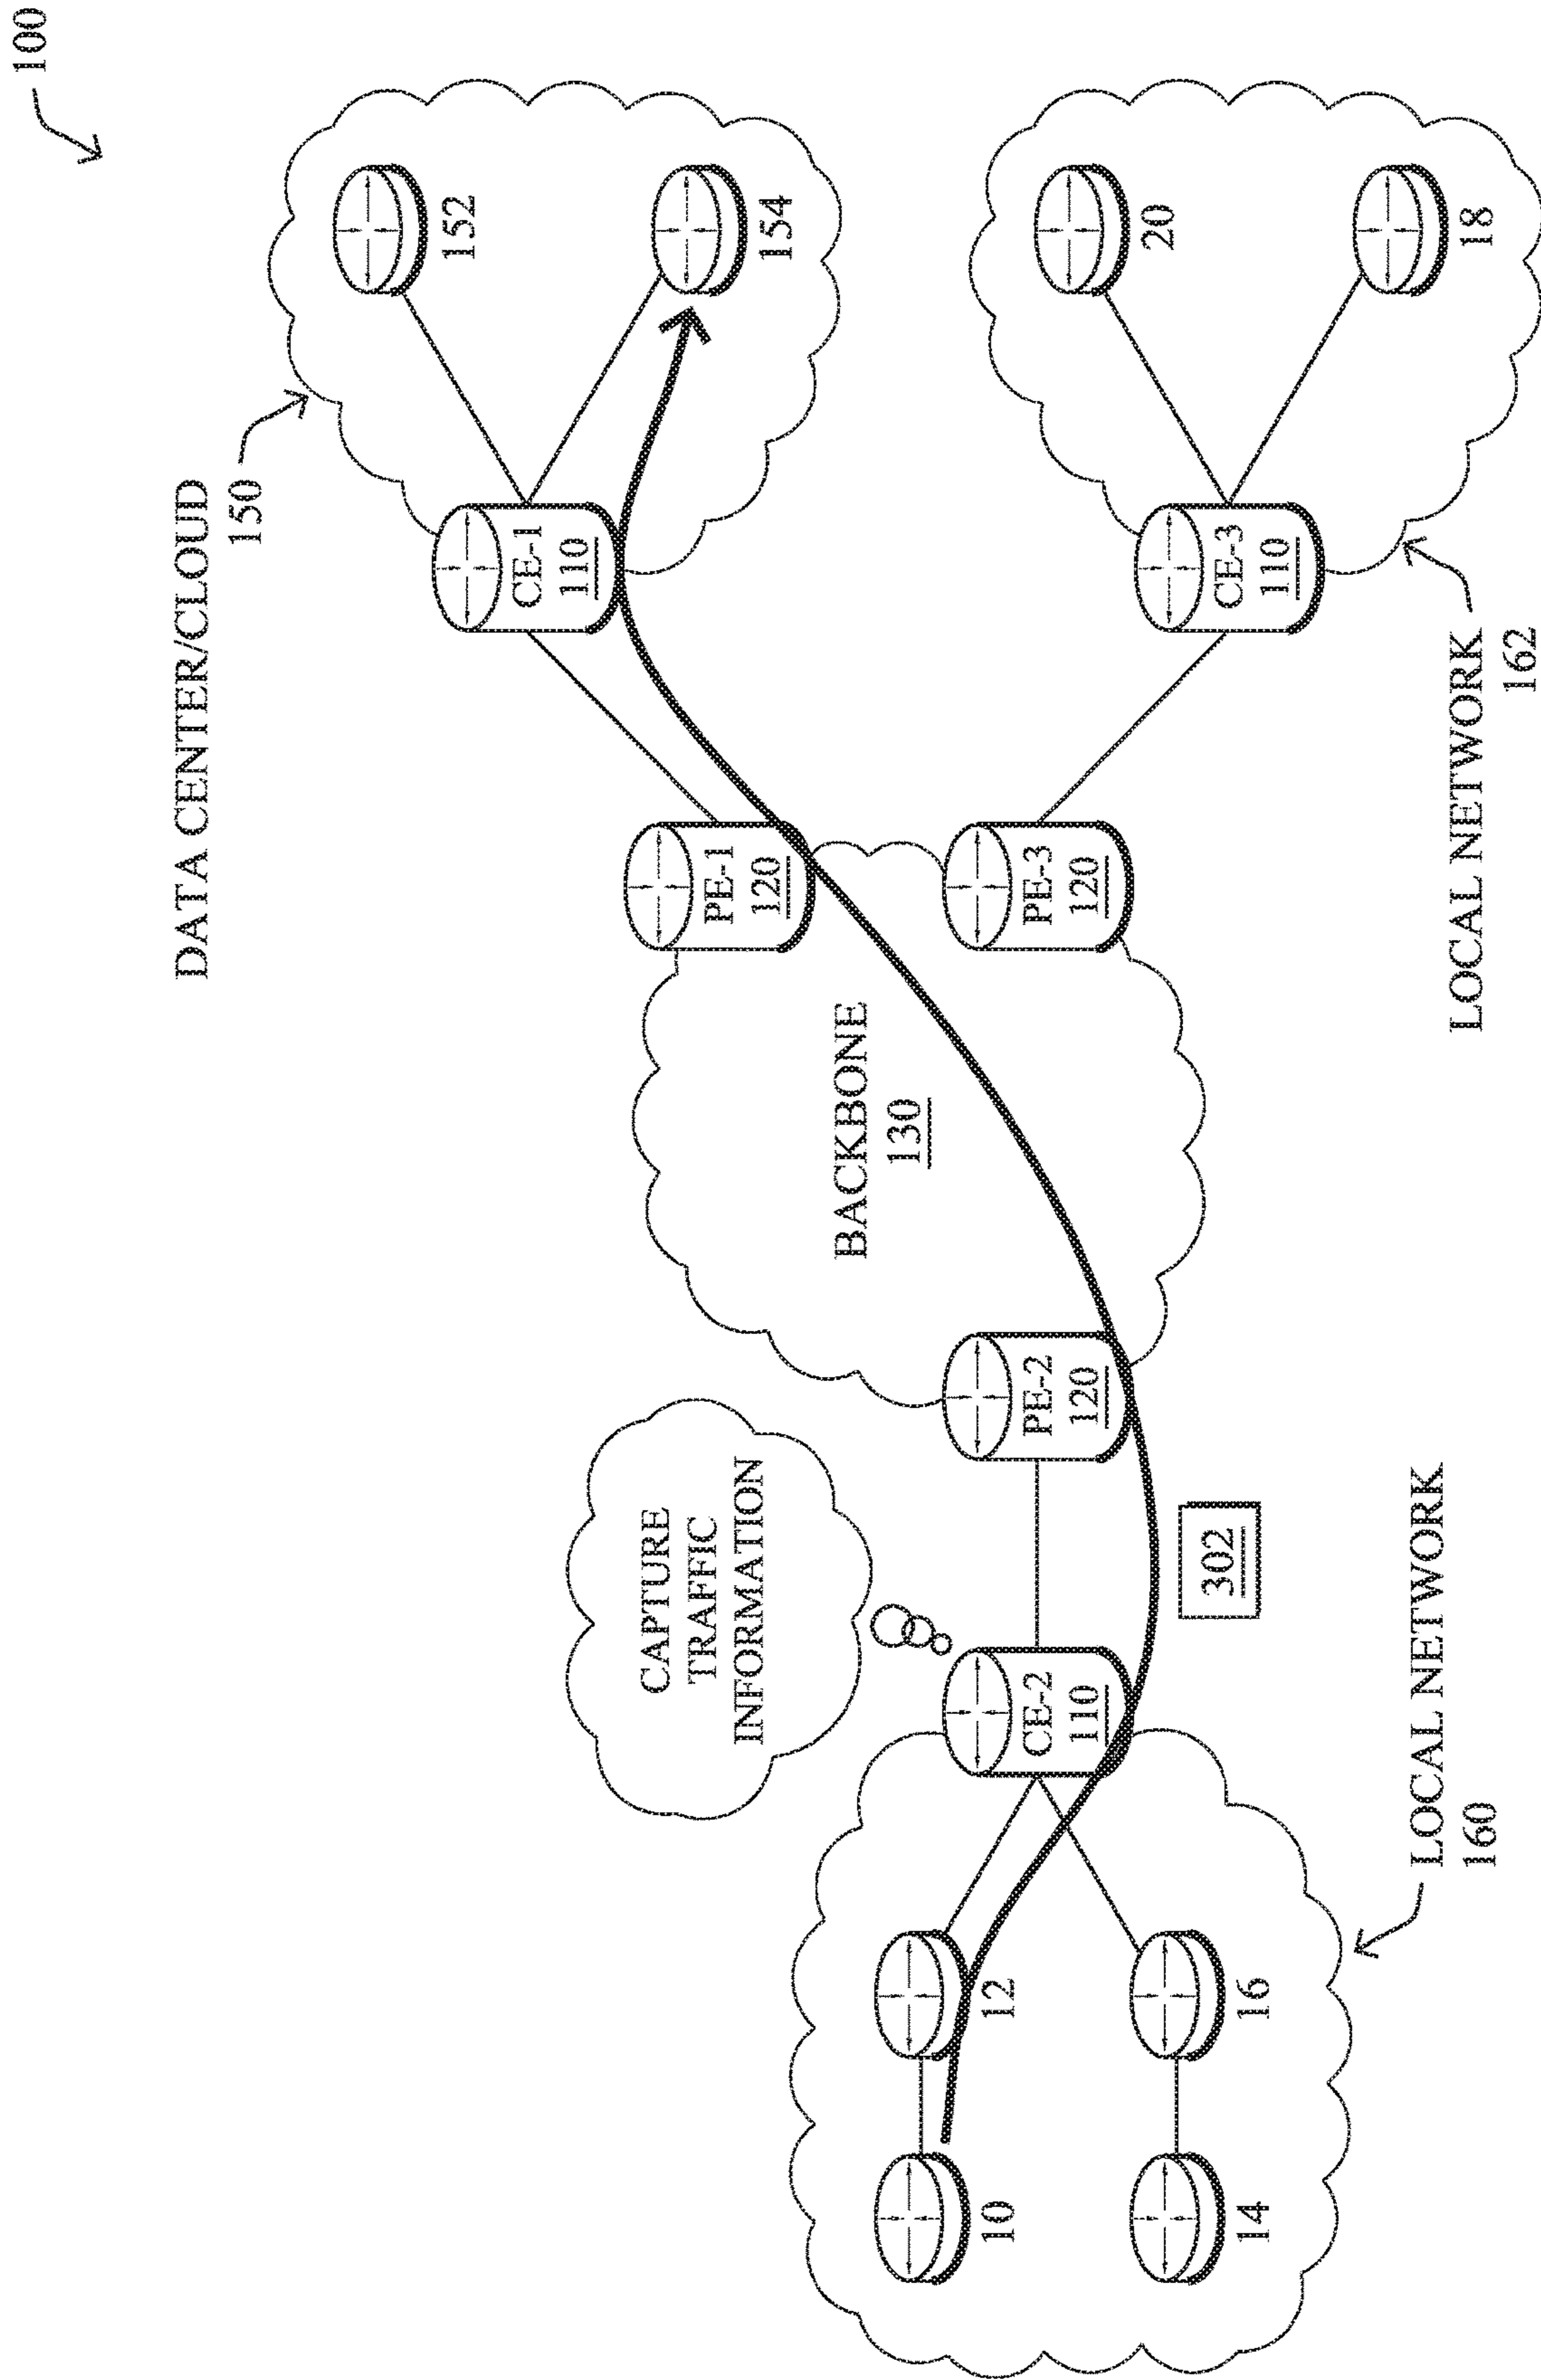 100
DATA CENTER/CLOUD
150
152
154
CE-1
110
PE-1
120
CAPTURE
TRAFFIC
INFORMATION
BACKBONE
130
10
12
CE-2
110
PE-2
120
PE-3
120
CE-3
110
20
18
14
16
302
LOCAL NETWORK
160
LOCAL NETWORK
162